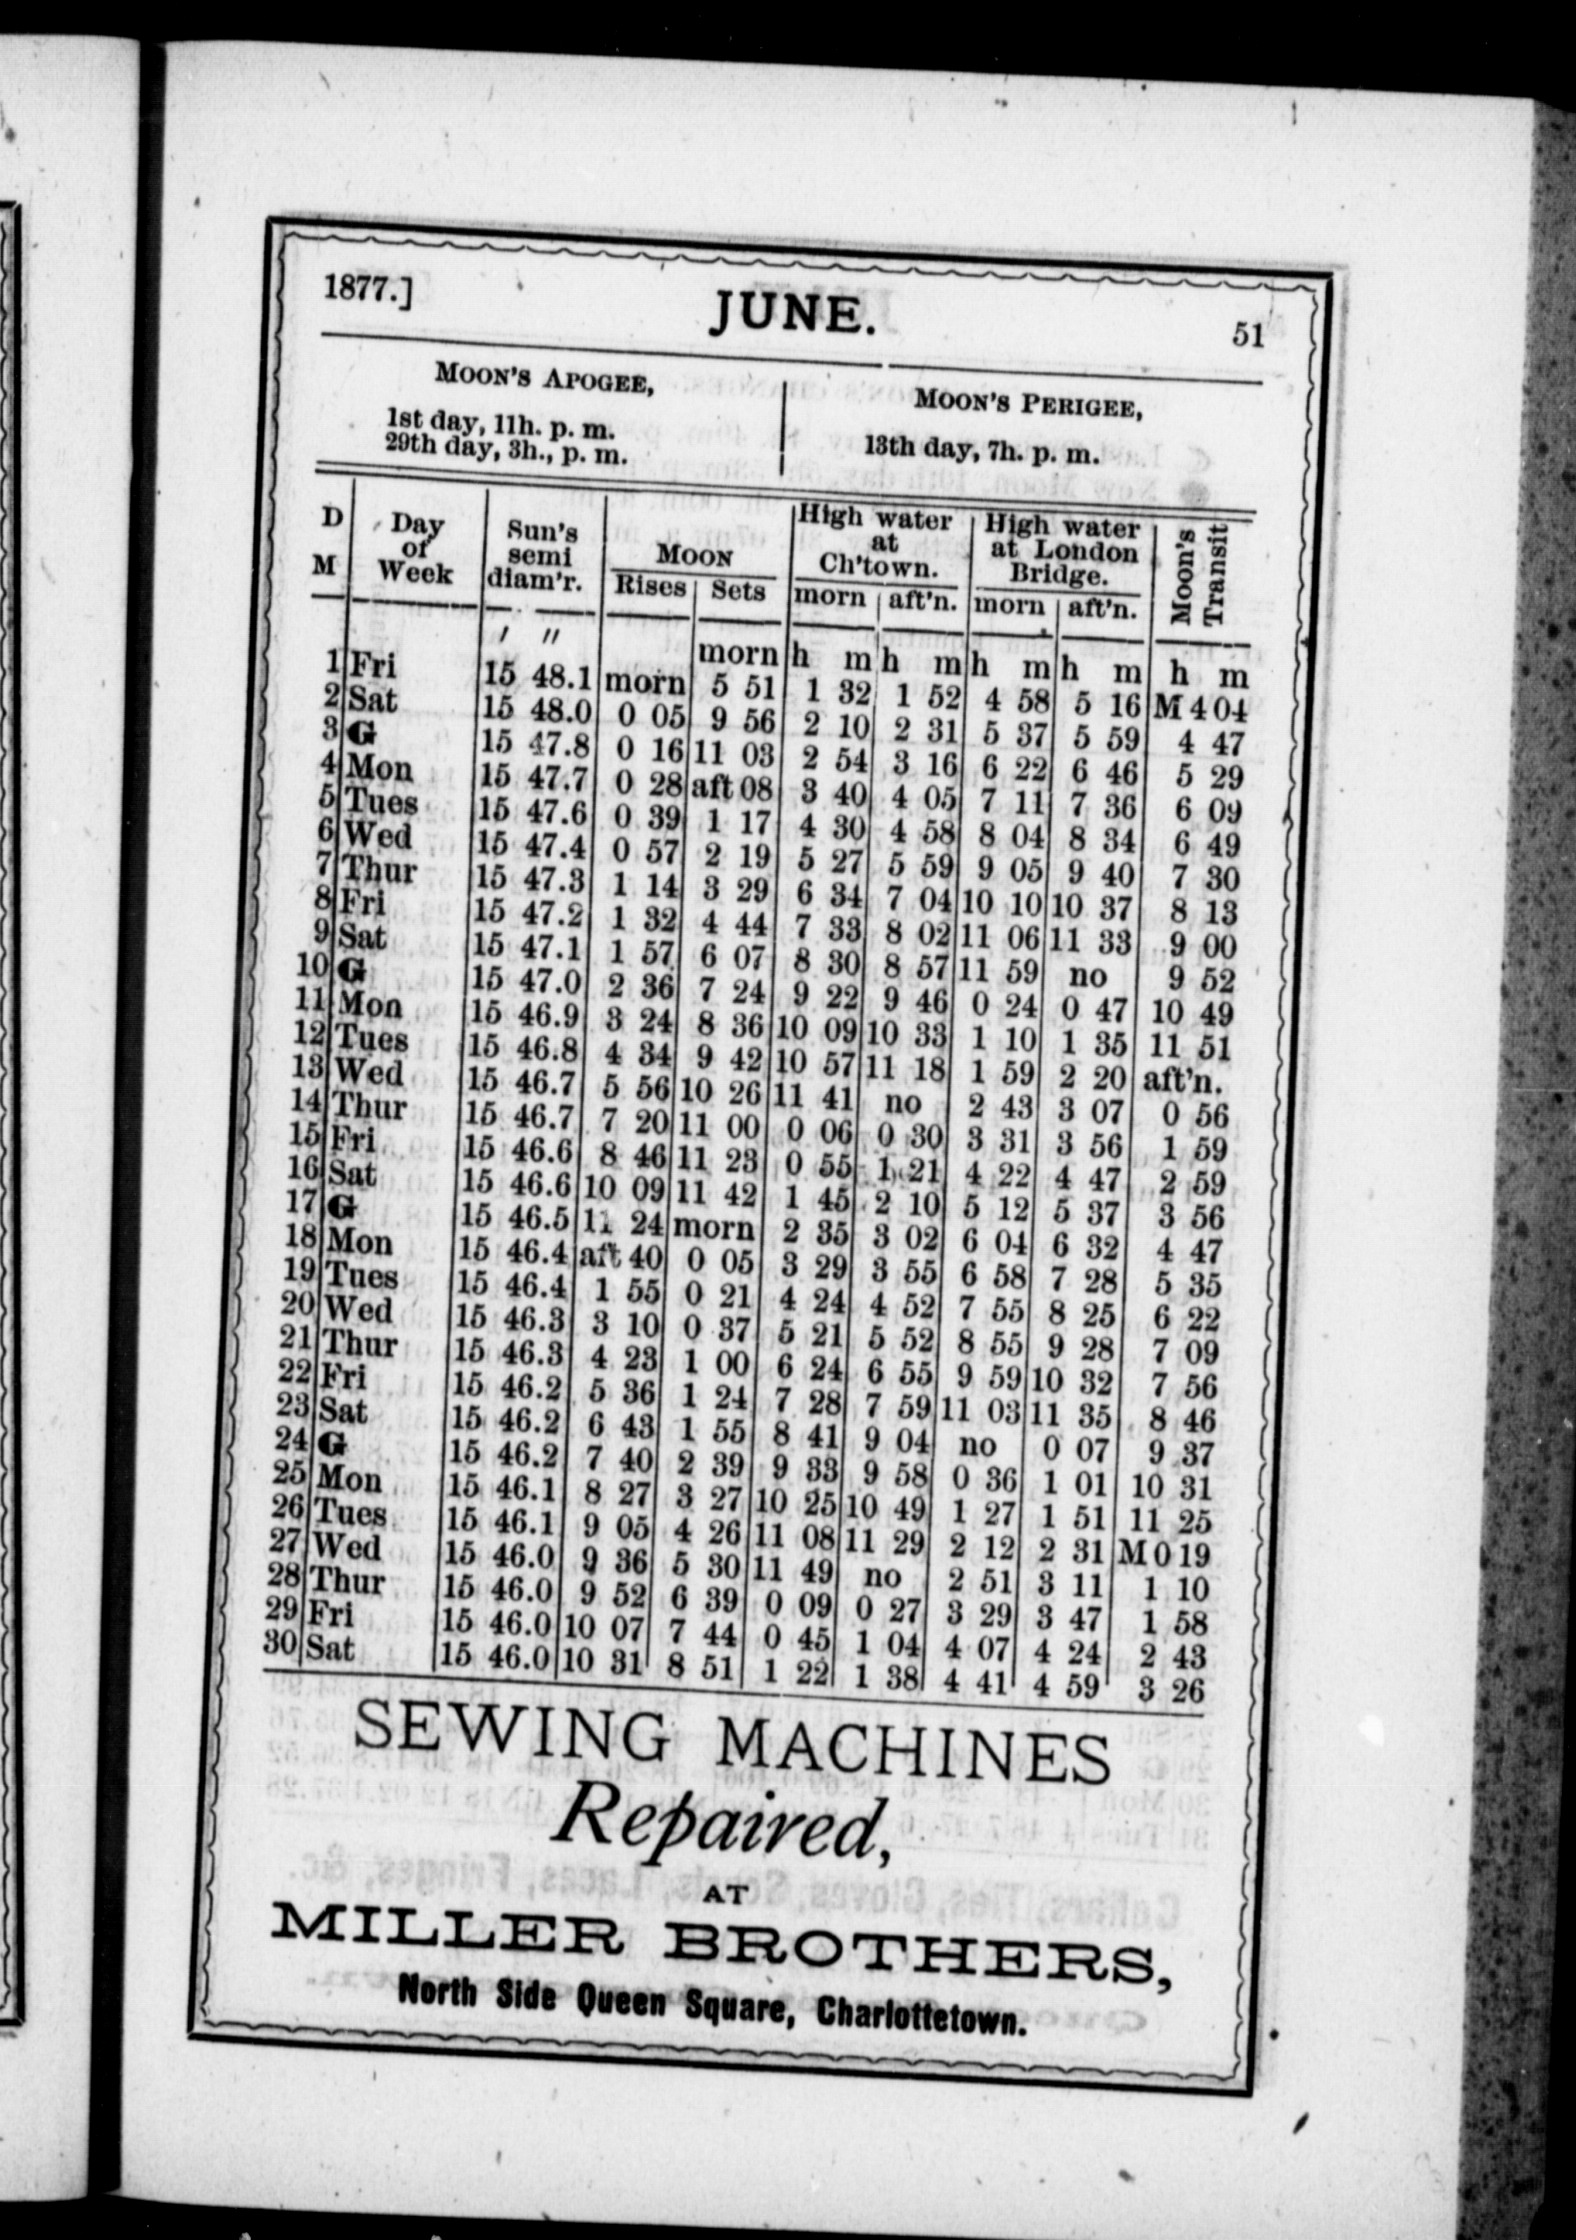 1877.] JUNE. 51
MOON'S APOGEE,
1st day, 11h. p. m.
29th day, 3h., p. m.
MOON'S PERIGEE,
13th day, 7h. p. m.
D M Day of Week Sun's semi diam'r. MOON Rises Sets High water at Ch'town. morn aft'n. High water at London Bridge. morn aft'n. Moon's Transit
′ ″ morn h m h m h m h m h m
1 Fri 15 48.1 morn 5 51 1 32 1 52 4 58 5 16 M 4 04
2 Sat 15 48.0 0 05 9 56 2 10 2 31 5 37 5 59 4 47
3 G 15 47.8 0 16 11 03 2 54 3 16 6 22 6 46 5 29
4 Mon 15 47.7 0 28 aft 08 3 40 4 05 7 11 7 36 6 09
5 Tues 15 47.6 0 39 1 17 4 30 4 58 8 04 8 34 6 49
6 Wed 15 47.4 0 57 2 19 5 27 5 59 9 05 9 40 7 30
7 Thur 15 47.3 1 14 3 29 6 34 7 04 10 10 10 37 8 13
8 Fri 15 47.2 1 32 4 44 7 33 8 02 11 06 11 33 9 00
9 Sat 15 47.1 1 57 6 07 8 30 8 57 11 59 no 9 52
10 G 15 47.0 2 36 7 24 9 22 9 46 0 24 0 47 10 49
11 Mon 15 46.9 3 24 8 36 10 09 10 33 1 10 1 35 11 51
12 Tues 15 46.8 4 34 9 42 10 57 11 18 1 59 2 20 aft'n.
13 Wed 15 46.7 5 56 10 26 11 41 no 2 43 3 07 0 56
14 Thur 15 46.7 7 20 11 00 0 06 0 30 3 31 3 56 1 59
15 Fri 15 46.6 8 46 11 23 0 55 1 21 4 22 4 47 2 59
16 Sat 15 46.6 10 09 11 42 1 45 2 10 5 12 5 37 3 56
17 G 15 46.5 11 24 morn 2 35 3 02 6 04 6 32 4 47
18 Mon 15 46.4 aft 40 0 05 3 29 3 55 6 58 7 28 5 35
19 Tues 15 46.4 1 55 0 21 4 24 4 52 7 55 8 25 6 22
20 Wed 15 46.3 3 10 0 37 5 21 5 52 8 55 9 28 7 09
21 Thur 15 46.3 4 23 1 00 6 24 6 55 9 59 10 32 7 56
22 Fri 15 46.2 5 36 1 24 7 28 7 59 11 03 11 35 8 46
23 Sat 15 46.2 6 43 1 55 8 41 9 04 no 0 07 9 37
24 G 15 46.2 7 40 2 39 9 33 9 58 0 36 1 01 10 31
25 Mon 15 46.1 8 27 3 27 10 25 10 49 1 27 1 51 11 25
26 Tues 15 46.1 9 05 4 26 11 08 11 29 2 12 2 31 M 0 19
27 Wed 15 46.0 9 36 5 30 11 49 no 2 51 3 11 1 10
28 Thur 15 46.0 9 52 6 39 0 09 0 27 3 29 3 47 1 58
29 Fri 15 46.0 10 07 7 44 0 45 1 04 4 07 4 24 2 43
30 Sat 15 46.0 10 31 8 51 1 22 1 38 4 41 4 59 3 26
SEWING MACHINES
Repaired,
AT
MILLER BROTHERS,
North Side Queen Square, Charlottetown.